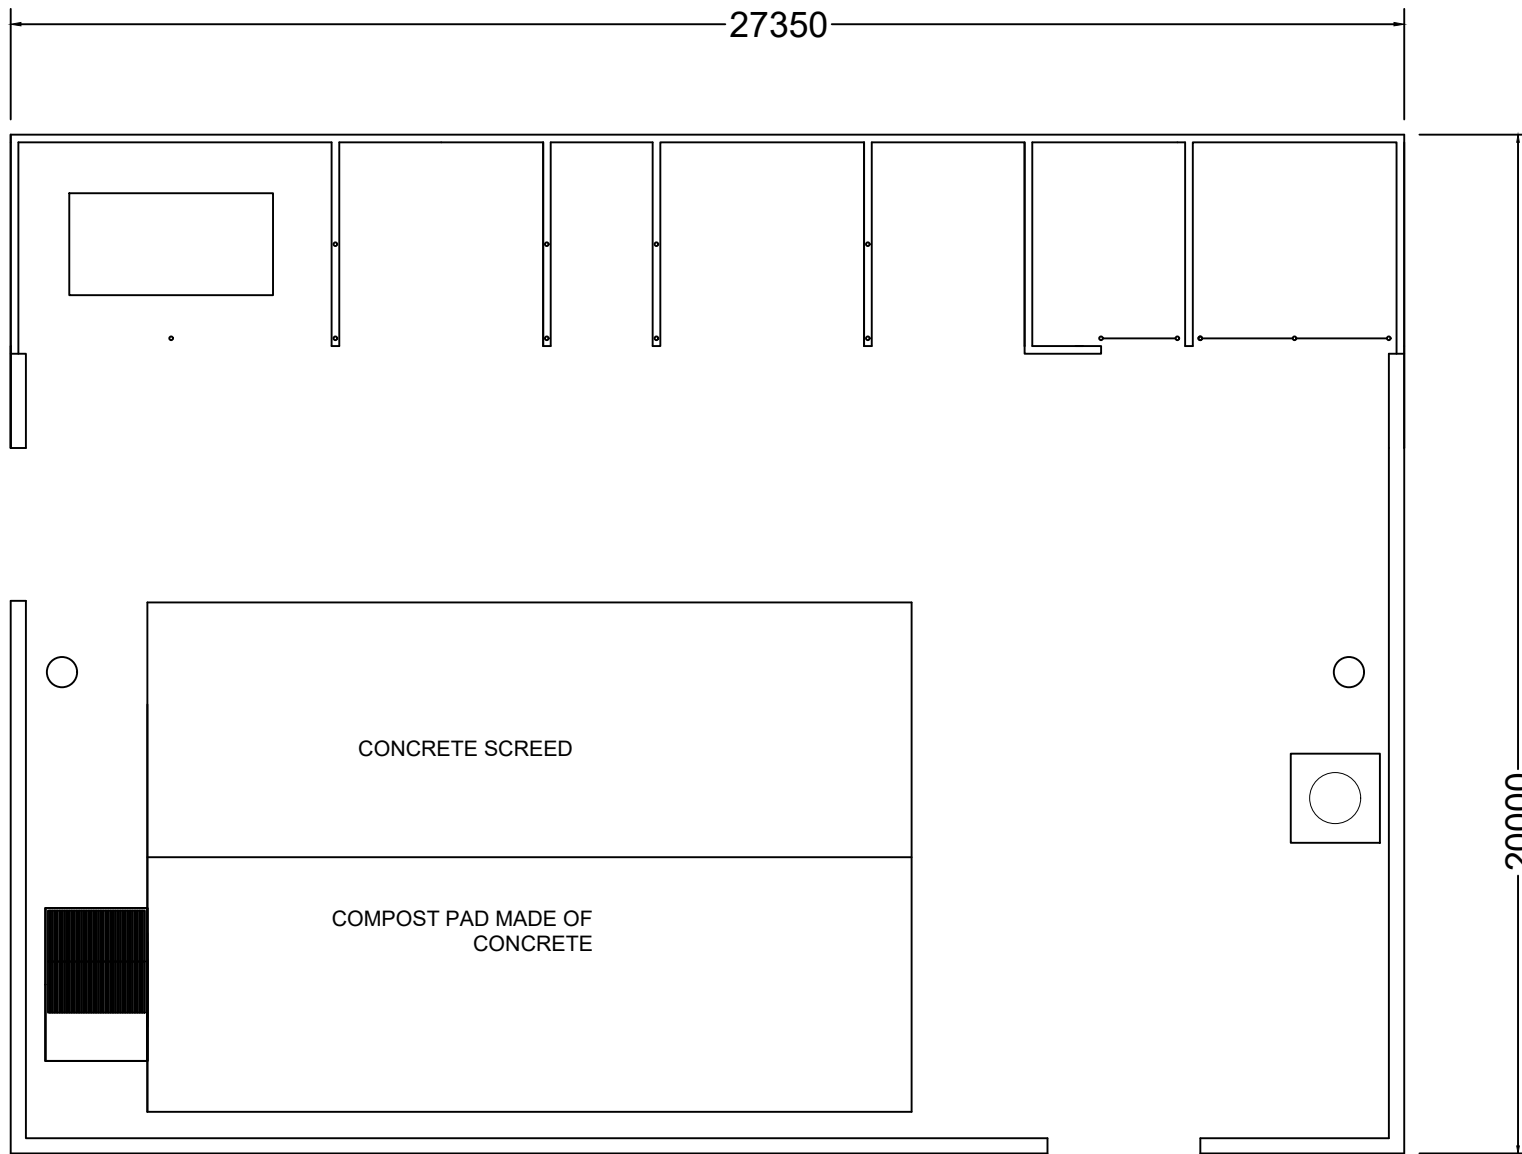 27350
CONCRETE SCREED
20000
COMPOST PAD MADE OF
CONCRETE